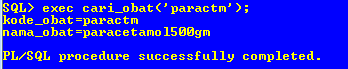 SQL> exec cari_obat('paractm');
kode_obat=paractm
nama_obat=paracetamol500gm
PL/SQL procedure successfully completed.